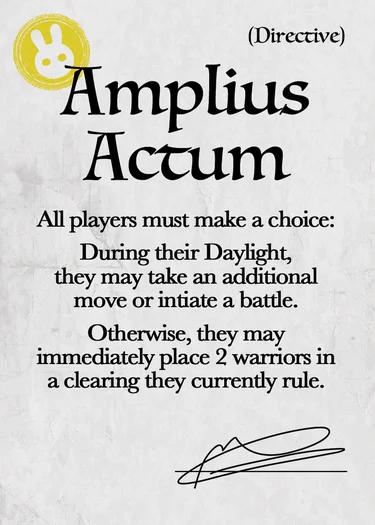 (Directive)
Amplius
Actum
All players must make a choice:
During their Daylight,
they may take an additional
move or intiate a battle.
Otherwise, they may
immediately place 2 warriors in
a clearing they currently rule.